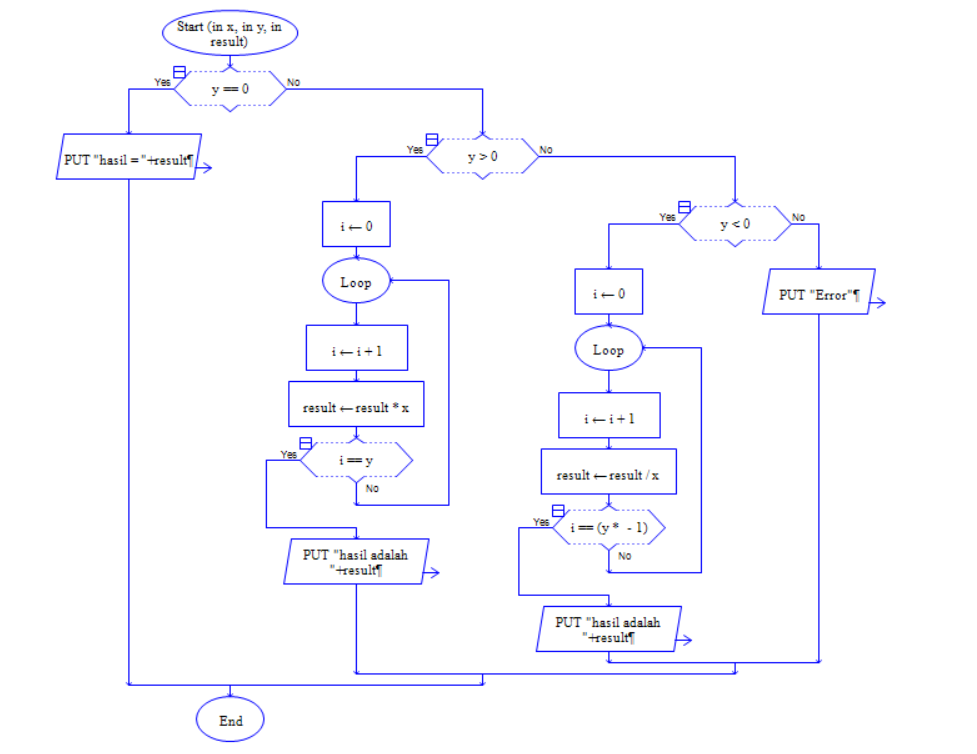 Start (in x, in y, in
result)
Yes
y == 0
No
PUT "hasil = "+result¶
Yes
y > 0
No
i ← 0
Loop
i ← i + 1
result ← result * x
Yes
i == y
No
PUT "hasil adalah
"+result¶
Yes
y < 0
No
i ← 0
Loop
i ← i + 1
result ← result / x
Yes
i == (y * - 1)
No
PUT "hasil adalah
"+result¶
PUT "Error"¶
End